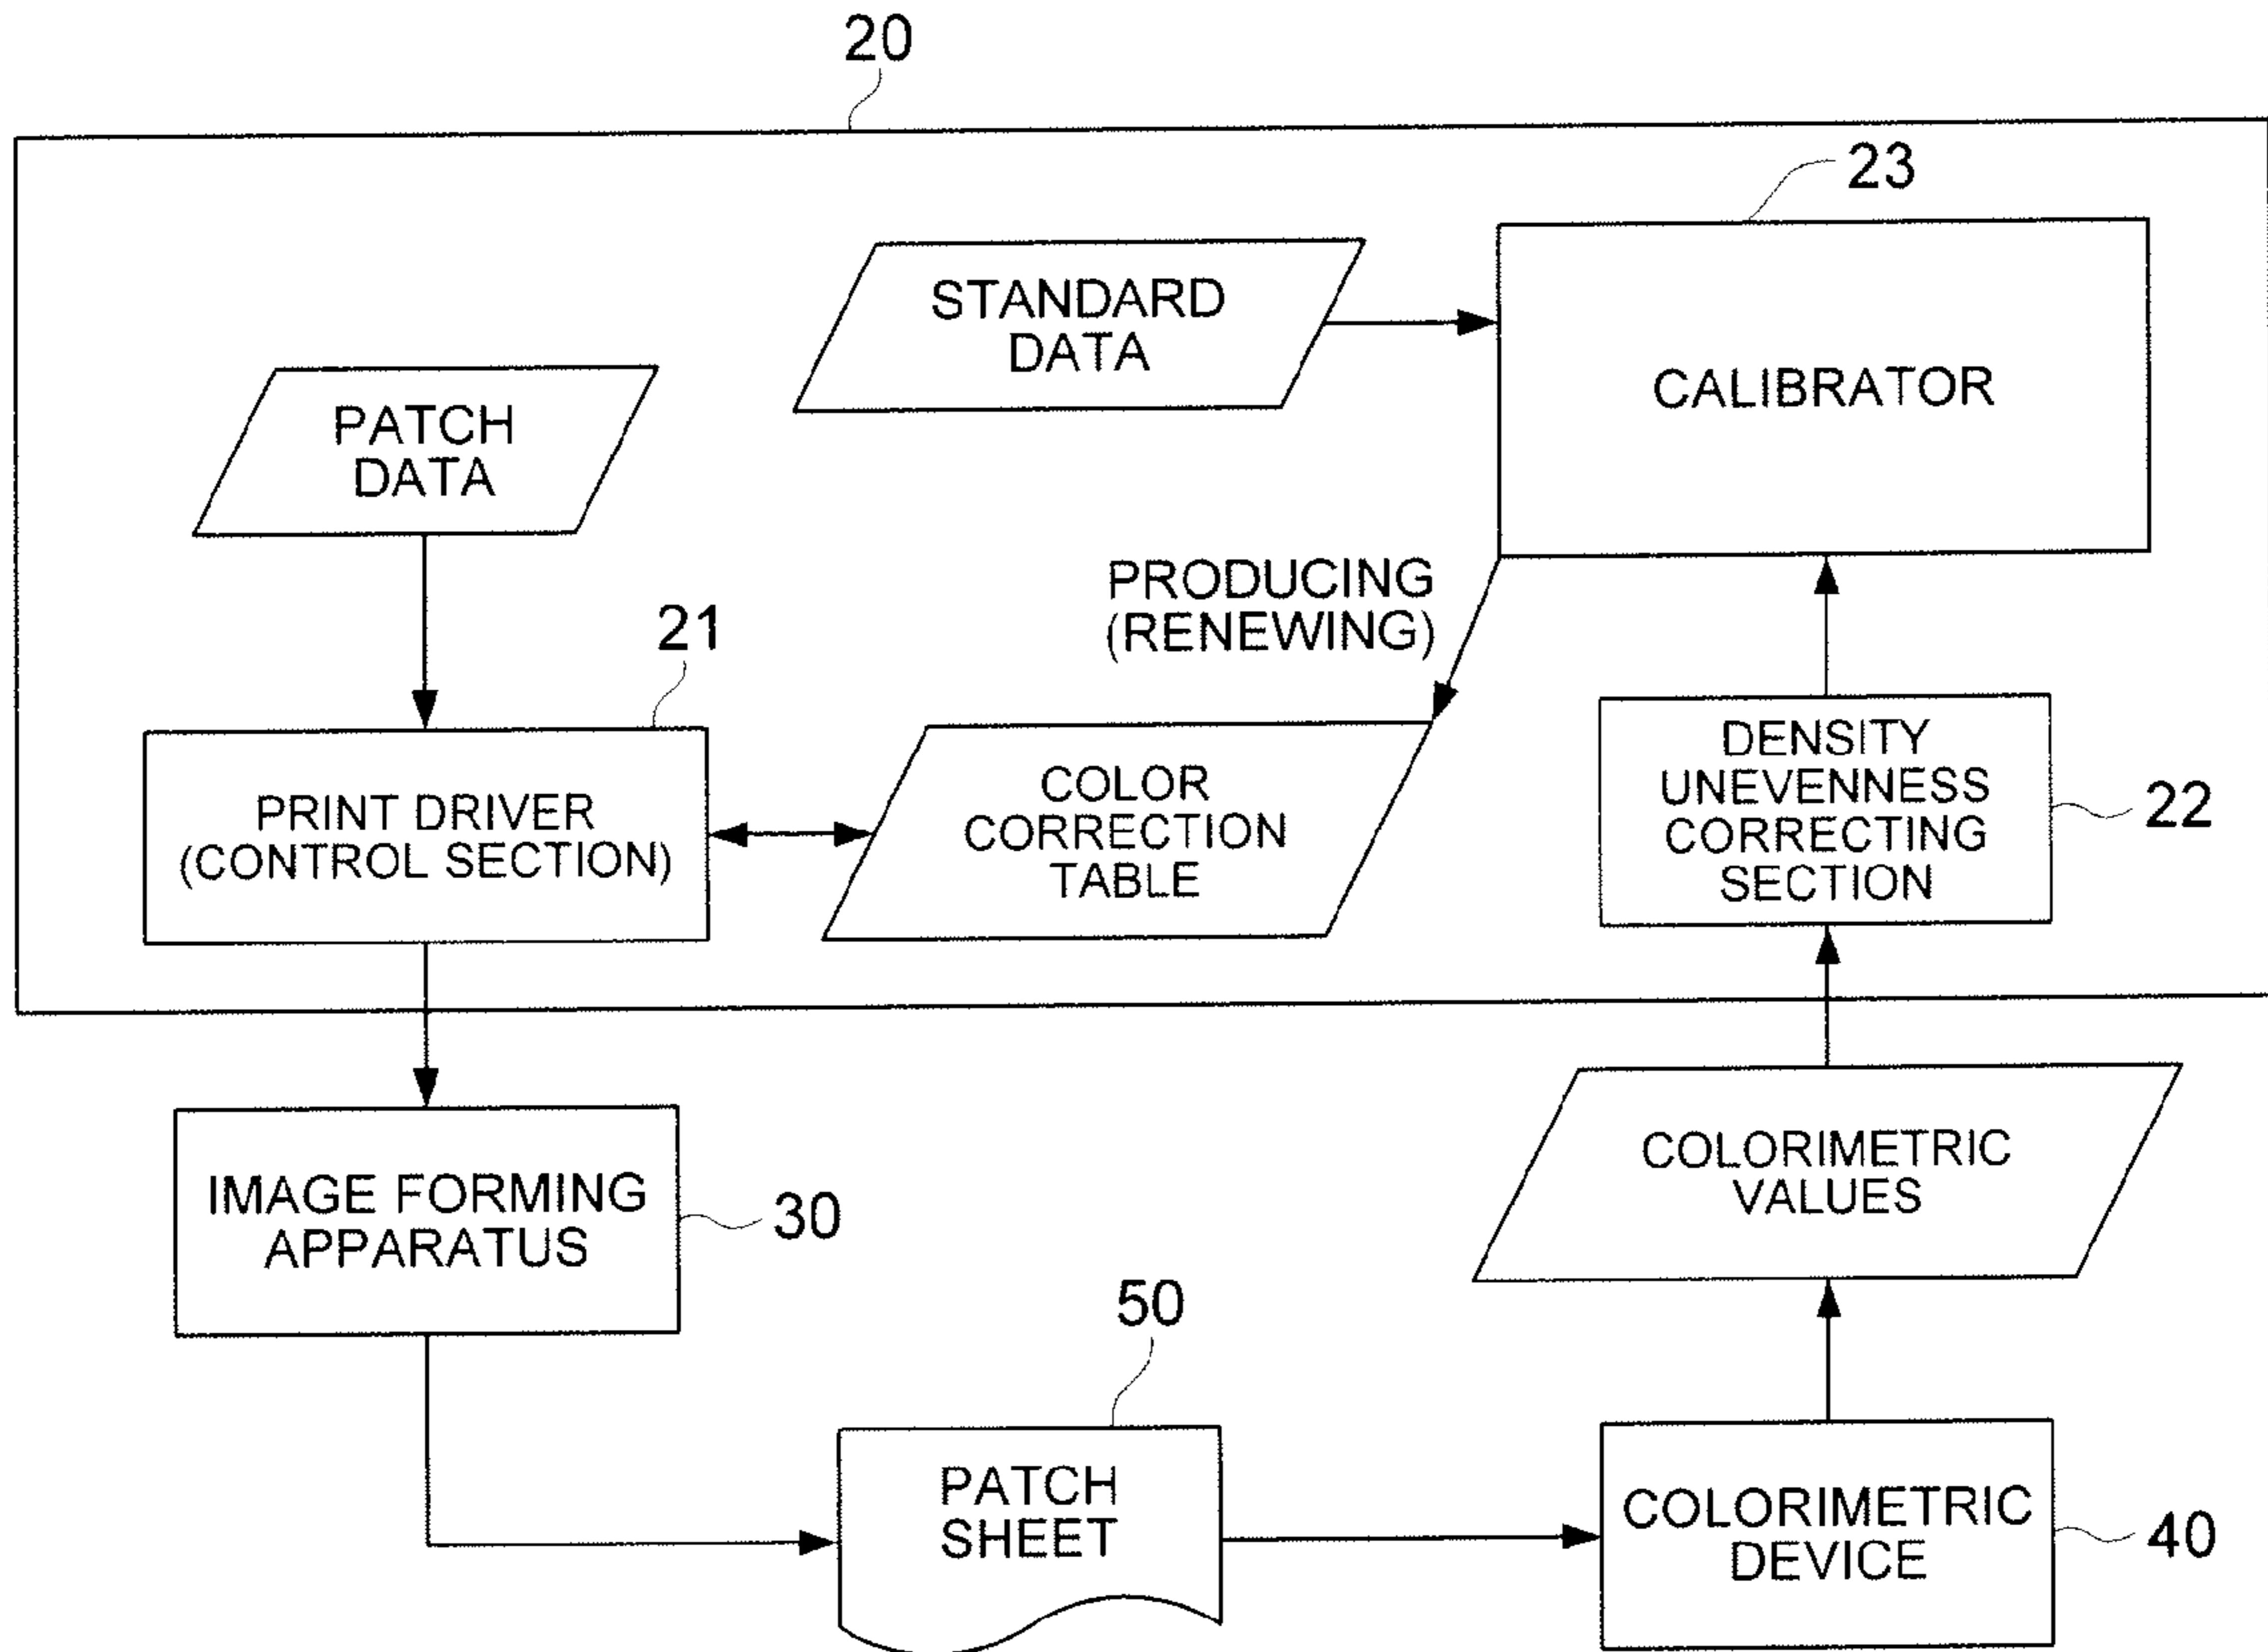 20
23
STANDARD
DATA
CALIBRATOR
PATCH
DATA
PRODUCING
(RENEWING)
21
PRINT DRIVER
(CONTROL SECTION)
COLOR
CORRECTION
TABLE
DENSITY
UNEVENNESS
CORRECTING
SECTION
22
IMAGE FORMING
APPARATUS
30
COLORIMETRIC
VALUES
50
PATCH
SHEET
COLORIMETRIC
DEVICE
40